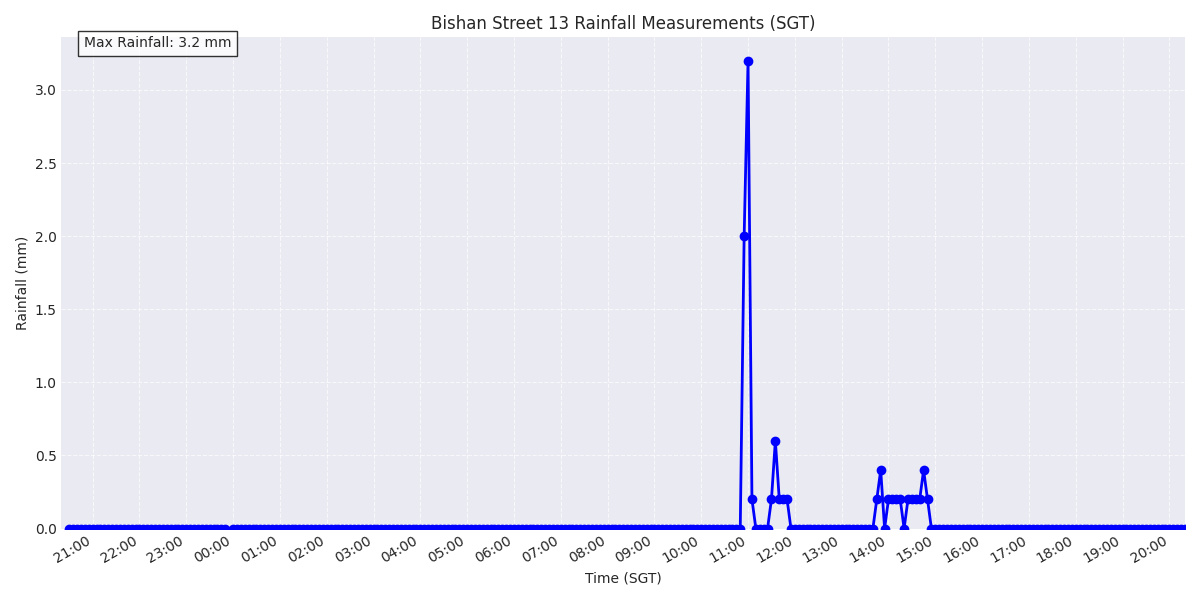 Bishan Street 13 Rainfall Measurements (SGT)
Max Rainfall: 3.2 mm
Rainfall (mm)
3.0
2.5
2.0
1.5
1.0
0.5
0.0
21:00 22:00 23:00 00:00 01:00 02:00 03:00 04:00 05:00 06:00 07:00 08:00 09:00 10:00 11:00 12:00 13:00 14:00 15:00 16:00 17:00 18:00 19:00 20:00
Time (SGT)